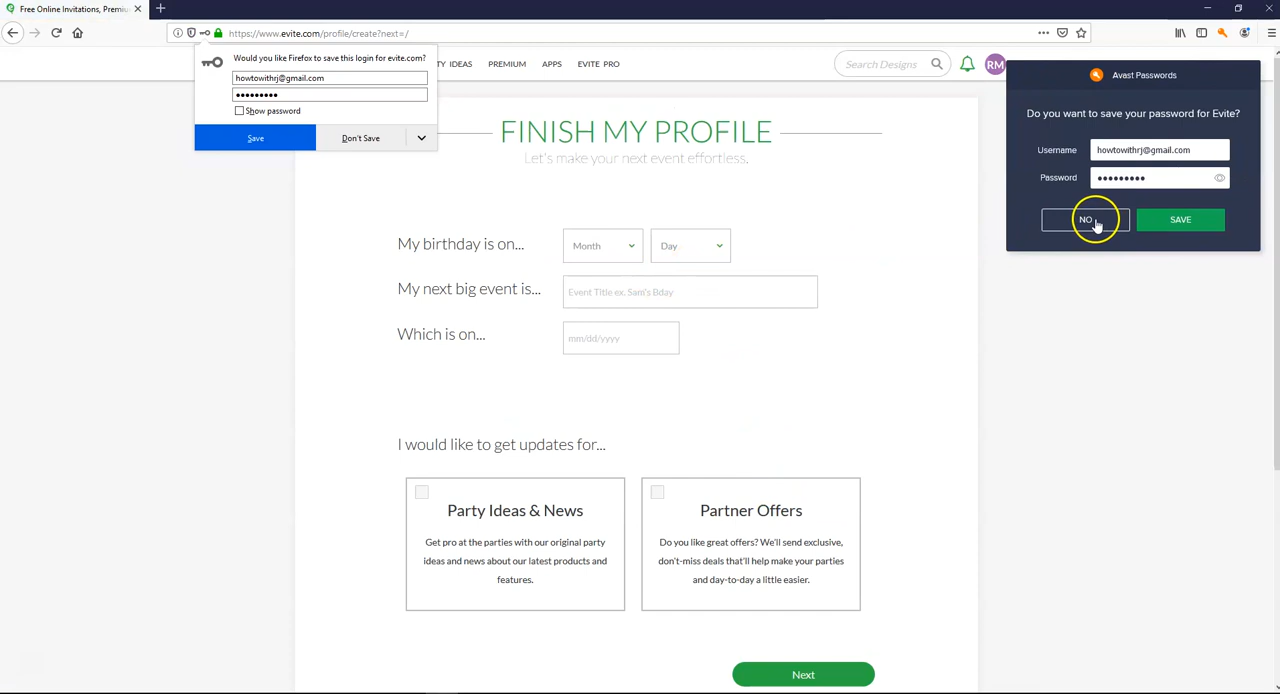 Free Online Invitations, Premiu
https://www.evite.com/profile/create?next=/
Would you like Firefox to save this login for evite.com?
howtowithrj@gmail.com
•••••••••
Show password
Save
Don't Save
TY IDEAS
PREMIUM
APPS
EVITE PRO
Search Designs
RM
Avast Passwords
Do you want to save your password for Evite?
Username
howtowithrj@gmail.com
Password
•••••••••
NO
SAVE
FINISH MY PROFILE
Let's make your next event effortless.
My birthday is on...
Month
Day
My next big event is...
Event Title ex. Sam's Bday
Which is on...
mm/dd/yyyy
I would like to get updates for...
Party Ideas & News
Get pro at the parties with our original party
ideas and news about our latest products and
features.
Partner Offers
Do you like great offers? We'll send exclusive,
don't-miss deals that'll help make your parties
and day-to-day a little easier.
Next